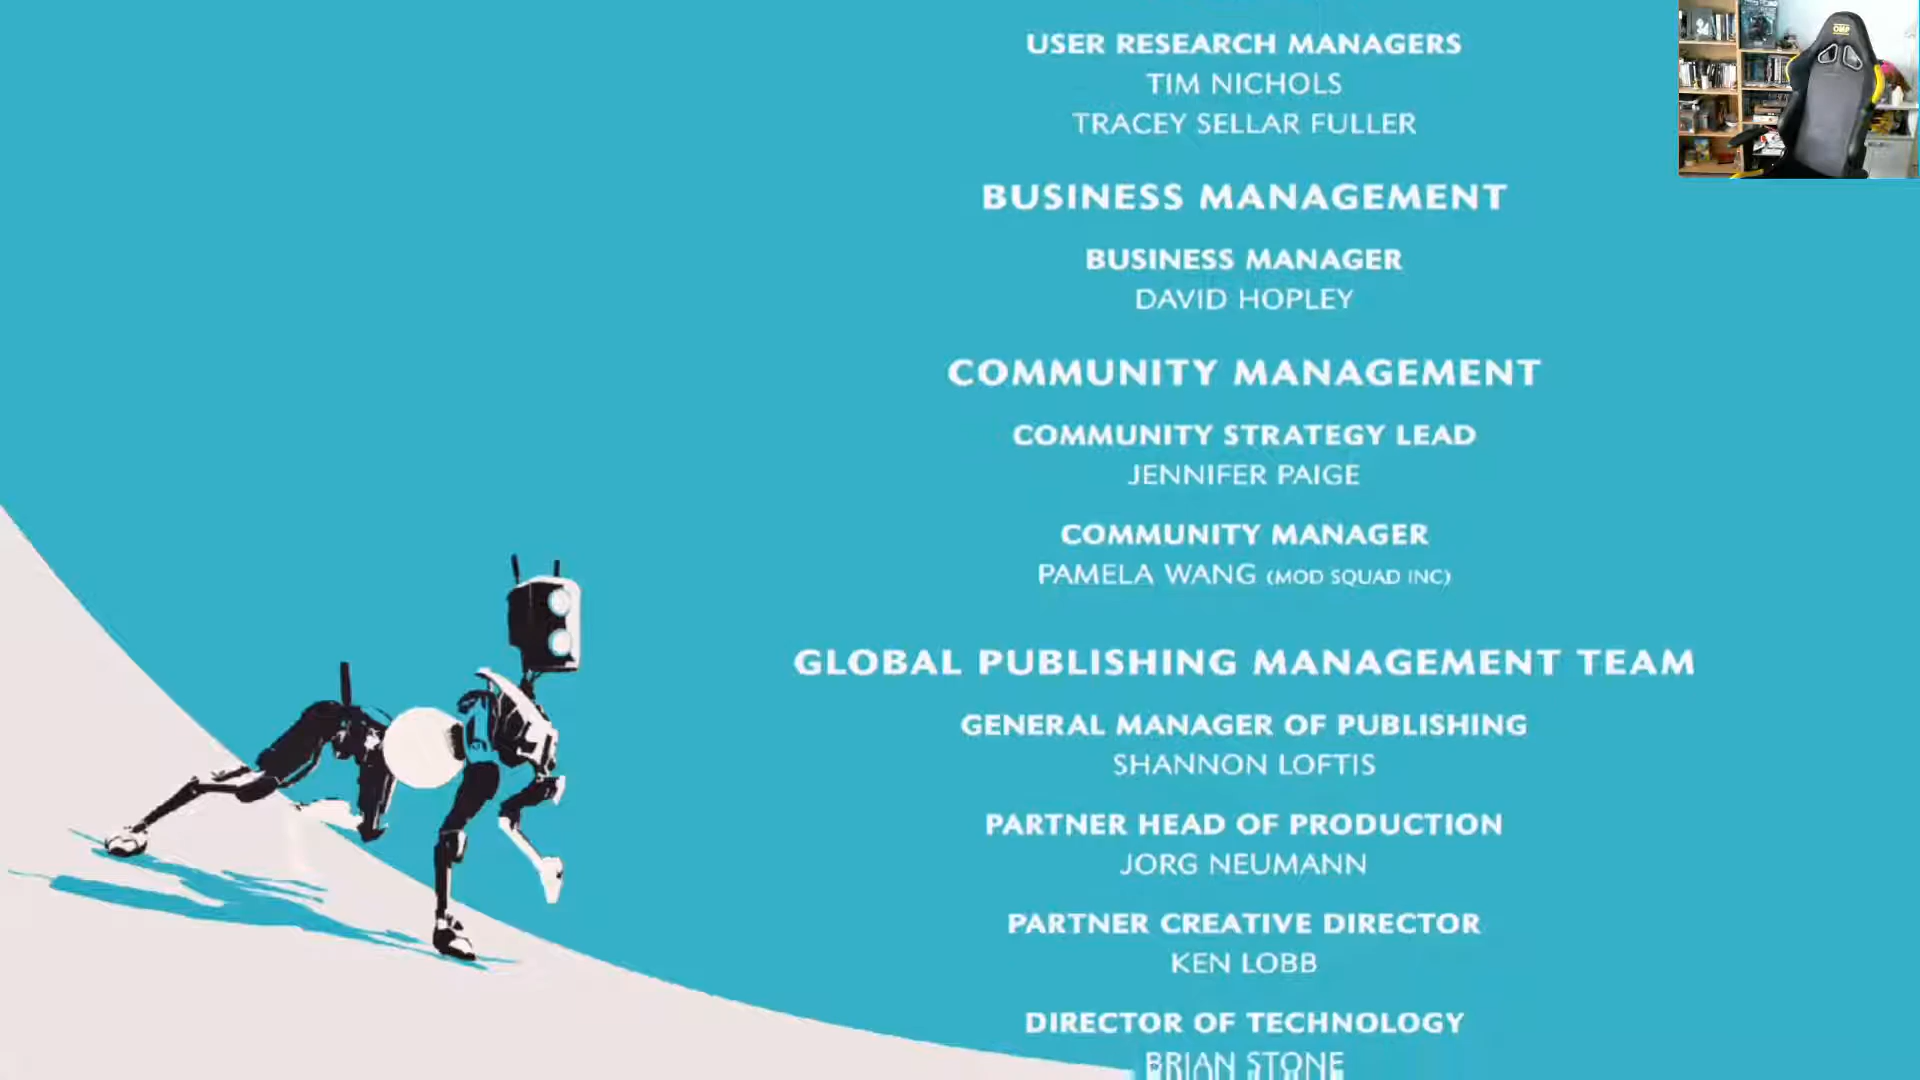 USER RESEARCH MANAGERS
TIM NICHOLS
TRACEY SELLAR FULLER
BUSINESS MANAGEMENT
BUSINESS MANAGER
DAVID HOPLEY
COMMUNITY MANAGEMENT
COMMUNITY STRATEGY LEAD
JENNIFER PAIGE
COMMUNITY MANAGER
PAMELA WANG (MOD SQUAD INC)
GLOBAL PUBLISHING MANAGEMENT TEAM
GENERAL MANAGER OF PUBLISHING
SHANNON LOFTIS
PARTNER HEAD OF PRODUCTION
JORG NEUMANN
PARTNER CREATIVE DIRECTOR
KEN LOBB
DIRECTOR OF TECHNOLOGY
BRIAN STONE
OMP